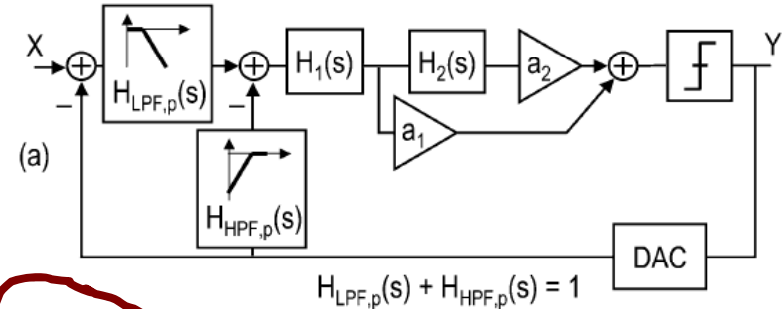 X
Y
H_LPF,p(s)
H_1(s)
H_2(s)
a_2
a_1
–
–
(a)
H_HPF,p(s)
DAC
H_LPF,p(s) + H_HPF,p(s) = 1